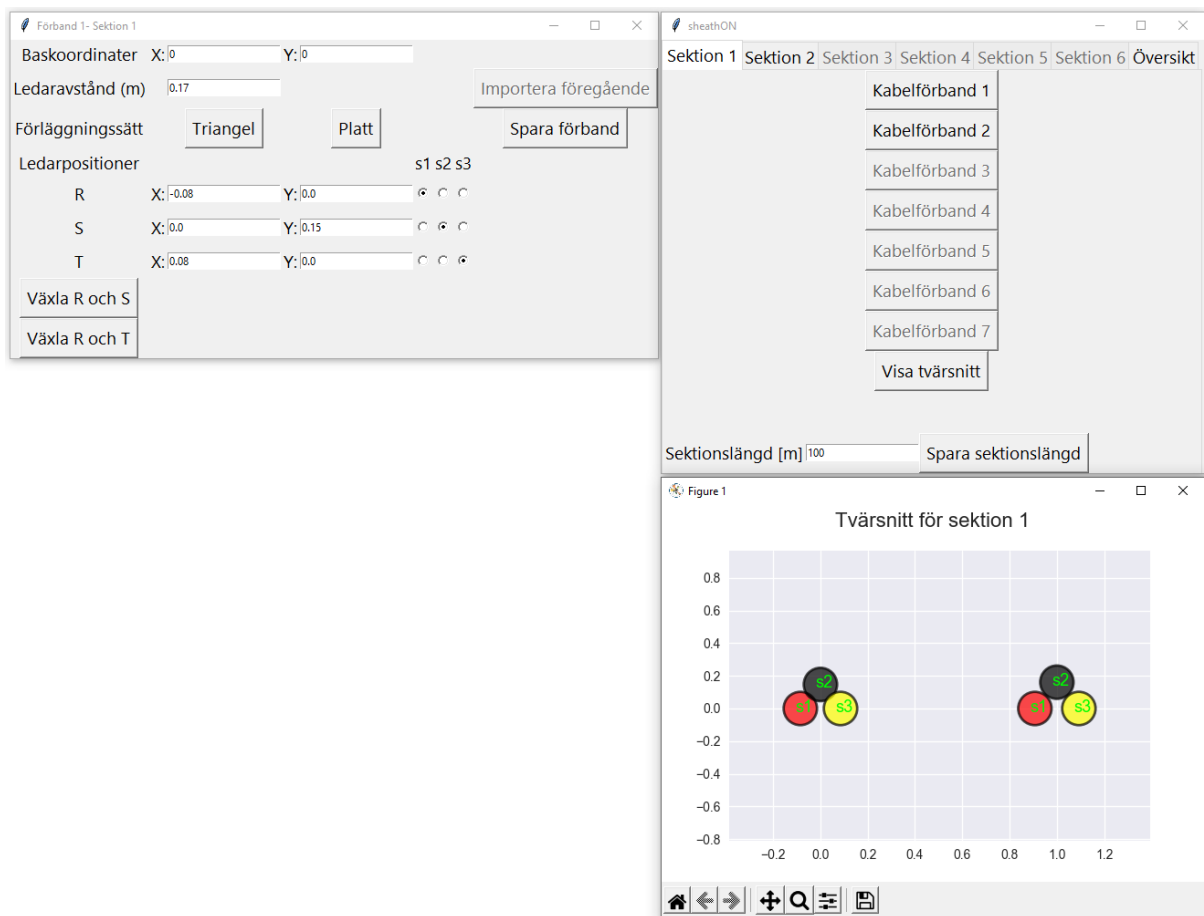 Förband 1- Sektion 1
Baskoordinater X: 0 Y: 0
Ledaravstånd (m) 0.17 Importera föregående
Förläggningssätt Triangel Platt Spara förband
Ledarpositioner s1 s2 s3
R X: -0.08 Y: 0.0
S X: 0.0 Y: 0.15
T X: 0.08 Y: 0.0
Växla R och S
Växla R och T
sheathON
Sektion 1 Sektion 2 Sektion 3 Sektion 4 Sektion 5 Sektion 6 Översikt
Kabelförband 1
Kabelförband 2
Kabelförband 3
Kabelförband 4
Kabelförband 5
Kabelförband 6
Kabelförband 7
Visa tvärsnitt
Sektionslängd [m] 100 Spara sektionslängd
Figure 1
Tvärsnitt för sektion 1
0.8
0.6
0.4
0.2
s2 s2
0.0
s1 s3 s1 s3
−0.2
−0.4
−0.6
−0.8
−0.2 0.0 0.2 0.4 0.6 0.8 1.0 1.2